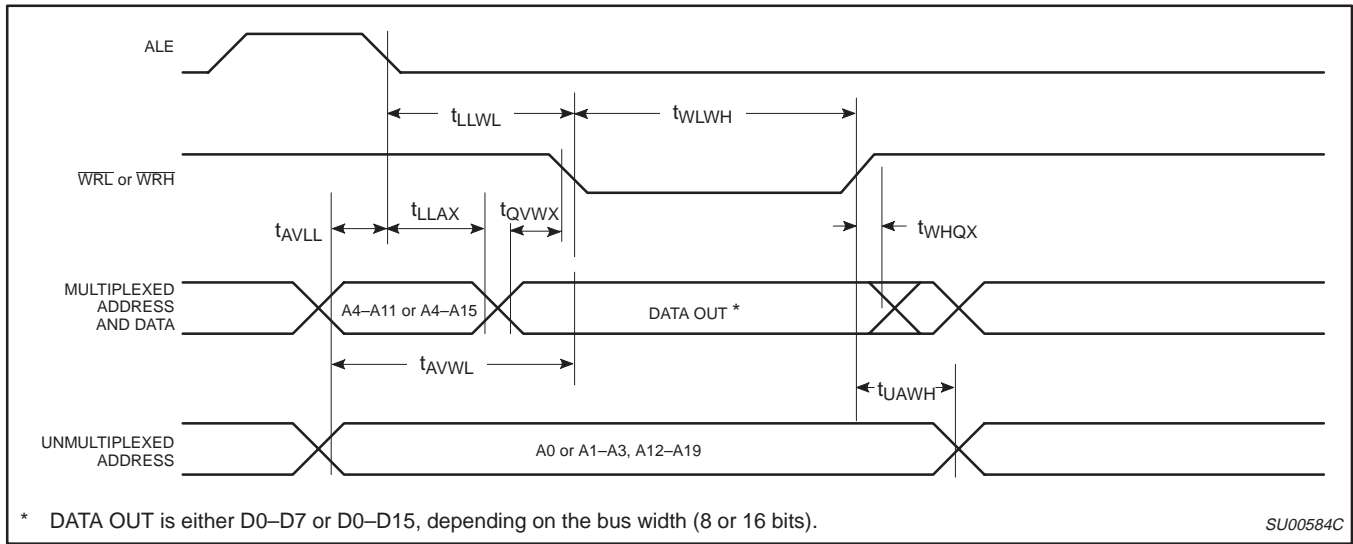 ALE
tLLWL
tWLWH
WRL or WRH
tAVLL
tLLAX
tQVWX
tWHQX
MULTIPLEXED
ADDRESS
AND DATA
A4–A11 or A4–A15
DATA OUT *
tAVWL
tUAWH
UNMULTIPLEXED
ADDRESS
A0 or A1–A3, A12–A19
* DATA OUT is either D0–D7 or D0–D15, depending on the bus width (8 or 16 bits).
SU00584C